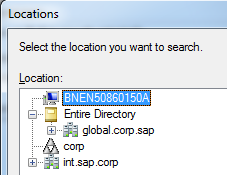 Locations
Select the location you want to search.
Location:
BNEN50860150A
Entire Directory
global.corp.sap
corp
int.sap.corp